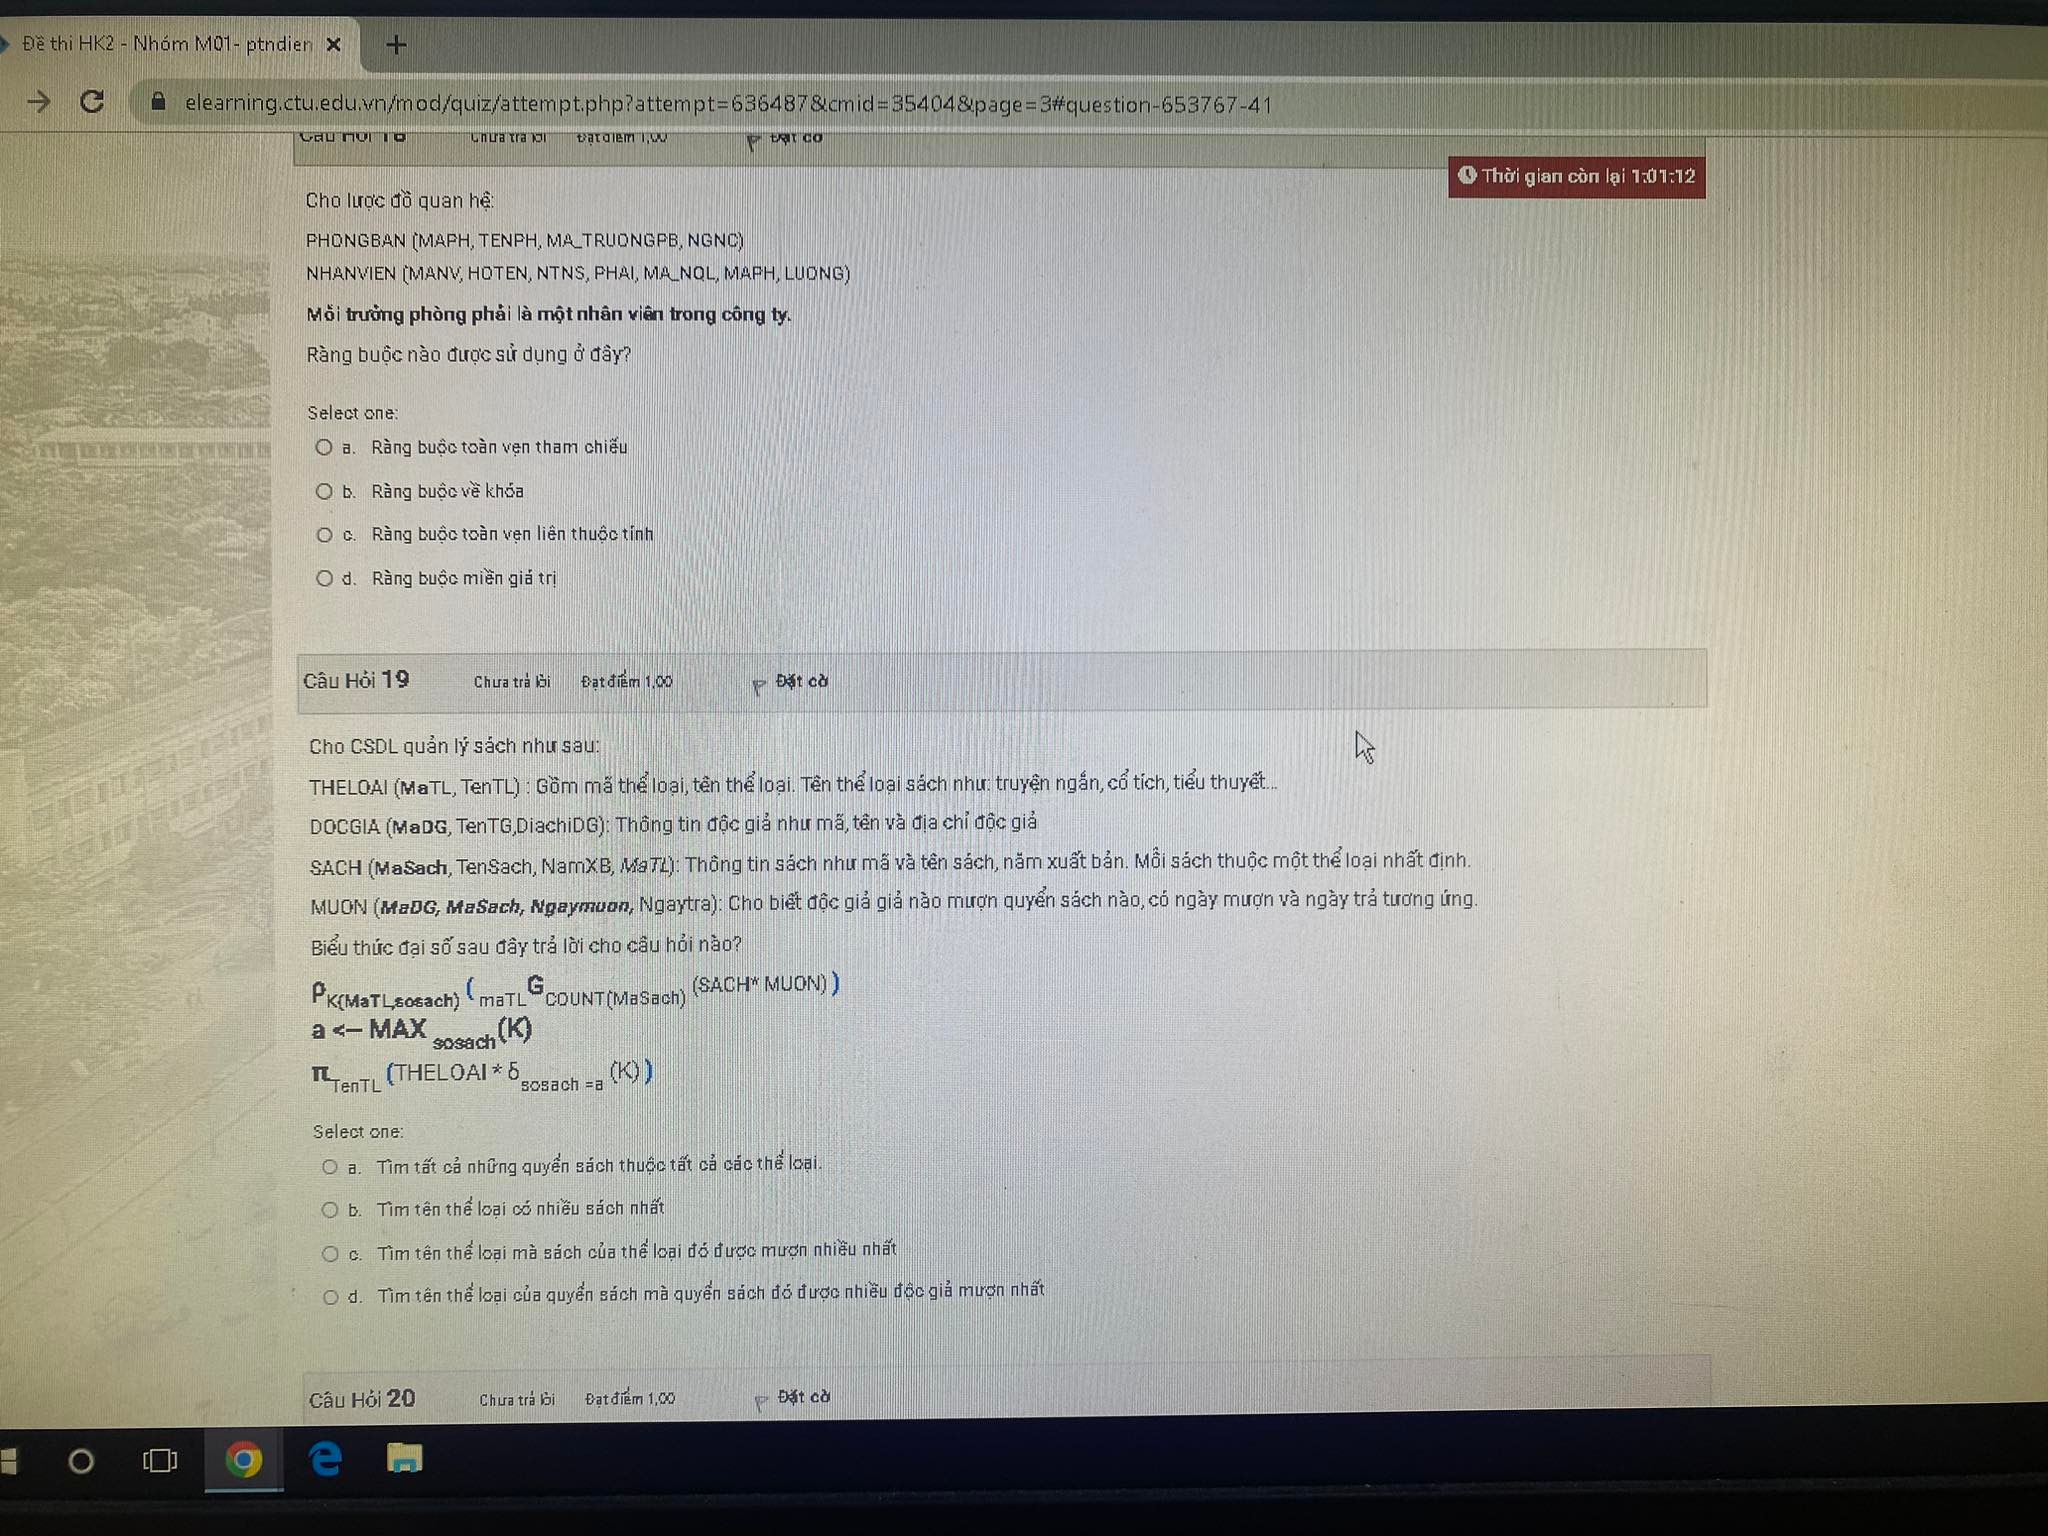 Đề thi HK2 - Nhóm M01- ptndien
elearning.ctu.edu.vn/mod/quiz/attempt.php?attempt=636487&cmid=35404&page=3#question-653767-41
Câu Hỏi 18 Chưa trả lời Đạt điểm 1,00 Đặt cờ
Thời gian còn lại 1:01:12
Cho lược đồ quan hệ:
PHONGBAN (MAPH, TENPH, MA_TRUONGPB, NGNC)
NHANVIEN (MANV, HOTEN, NTNS, PHAI, MA_NQL, MAPH, LUONG)
Mỗi trưởng phòng phải là một nhân viên trong công ty.
Ràng buộc nào được sử dụng ở đây?
Select one:
a. Ràng buộc toàn vẹn tham chiếu
b. Ràng buộc về khóa
c. Ràng buộc toàn vẹn liên thuộc tính
d. Ràng buộc miền giá trị
Câu Hỏi 19 Chưa trả lời Đạt điểm 1,00 Đặt cờ
Cho CSDL quản lý sách như sau:
THELOAI (MaTL, TenTL) : Gồm mã thể loại, tên thể loại. Tên thể loại sách như: truyện ngắn, cổ tích, tiểu thuyết...
DOCGIA (MaDG, TenTG,DiachiDG): Thông tin độc giả như mã, tên và địa chỉ độc giả
SACH (MaSach, TenSach, NamXB, MaTL): Thông tin sách như mã và tên sách, năm xuất bản. Mỗi sách thuộc một thể loại nhất định.
MUON (MaDG, MaSach, Ngaymuon, Ngaytra): Cho biết độc giả giả nào mượn quyển sách nào, có ngày mượn và ngày trả tương ứng.
Biểu thức đại số sau đây trả lời cho câu hỏi nào?
ρK(MaTL,sosach) ( maTL G COUNT(MaSach) (SACH* MUON) )
a <-- MAX sosach(K)
π TenTL (THELOAI * δ sosach =a (K) )
Select one:
a. Tìm tất cả những quyển sách thuộc tất cả các thể loại.
b. Tìm tên thể loại có nhiều sách nhất
c. Tìm tên thể loại mà sách của thể loại đó được mượn nhiều nhất
d. Tìm tên thể loại của quyển sách mà quyển sách đó được nhiều độc giả mượn nhất
Câu Hỏi 20 Chưa trả lời Đạt điểm 1,00 Đặt cờ